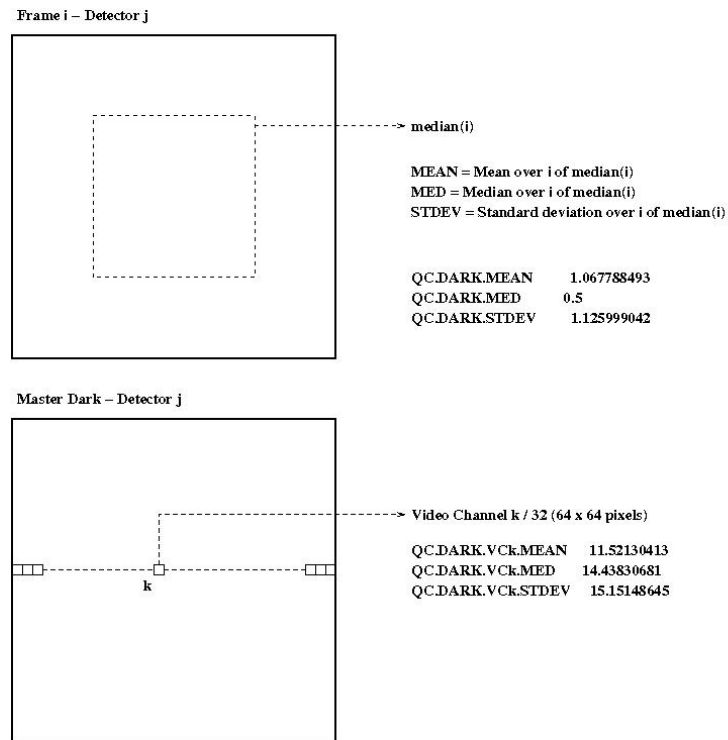 Frame i – Detector j
median(i)
MEAN = Mean over i of median(i)
MED = Median over i of median(i)
STDEV = Standard deviation over i of median(i)
QC.DARK.MEAN 1.067788493
QC.DARK.MED 0.5
QC.DARK.STDEV 1.125999042
Master Dark – Detector j
Video Channel k / 32 (64 x 64 pixels)
QC.DARK.VCk.MEAN 11.52130413
QC.DARK.VCk.MED 14.43830681
QC.DARK.VCk.STDEV 15.15148645
k